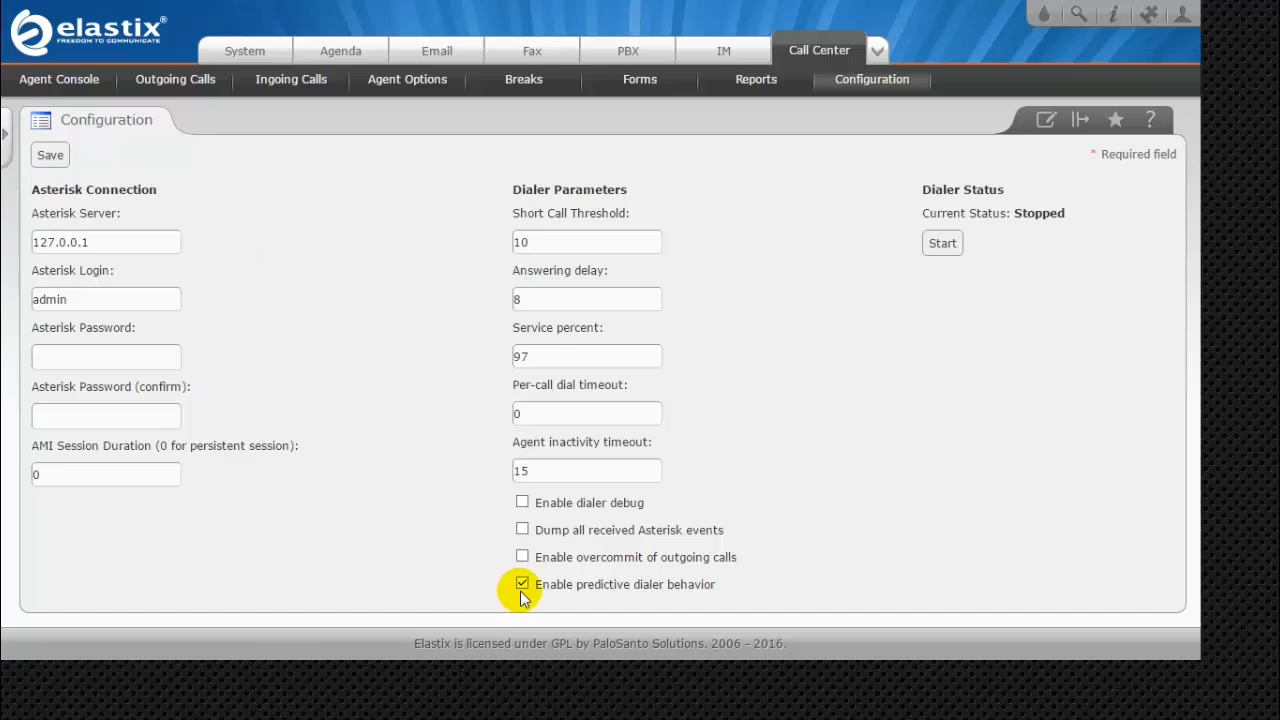 elastix®
FREEDOM TO COMMUNICATE
System Agenda Email Fax PBX IM Call Center
Agent Console Outgoing Calls Ingoing Calls Agent Options Breaks Forms Reports Configuration
Configuration
Save
* Required field
Asterisk Connection
Asterisk Server:
127.0.0.1
Asterisk Login:
admin
Asterisk Password:
Asterisk Password (confirm):
AMI Session Duration (0 for persistent session):
0
Dialer Parameters
Short Call Threshold:
10
Answering delay:
8
Service percent:
97
Per-call dial timeout:
0
Agent inactivity timeout:
15
Enable dialer debug
Dump all received Asterisk events
Enable overcommit of outgoing calls
Enable predictive dialer behavior
Dialer Status
Current Status: Stopped
Start
Elastix is licensed under GPL by PaloSanto Solutions. 2006 - 2016.